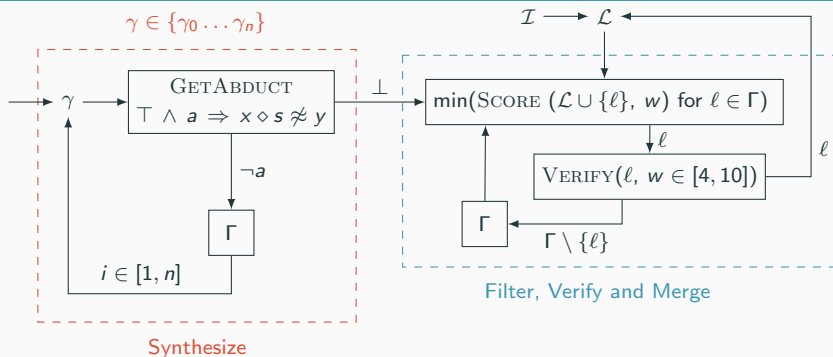 γ ∈ {γ₀ … γₙ}
γ
GETABDUCT
⊤ ∧ a ⇒ x ⋄ s ≉ y
¬a
Γ
i ∈ [1, n]
Synthesize
⊥
ℐ
ℒ
min(SCORE (ℒ ∪ {ℓ}, w) for ℓ ∈ Γ)
ℓ
VERIFY(ℓ, w ∈ [4, 10])
ℓ
Γ
Γ \ {ℓ}
Filter, Verify and Merge